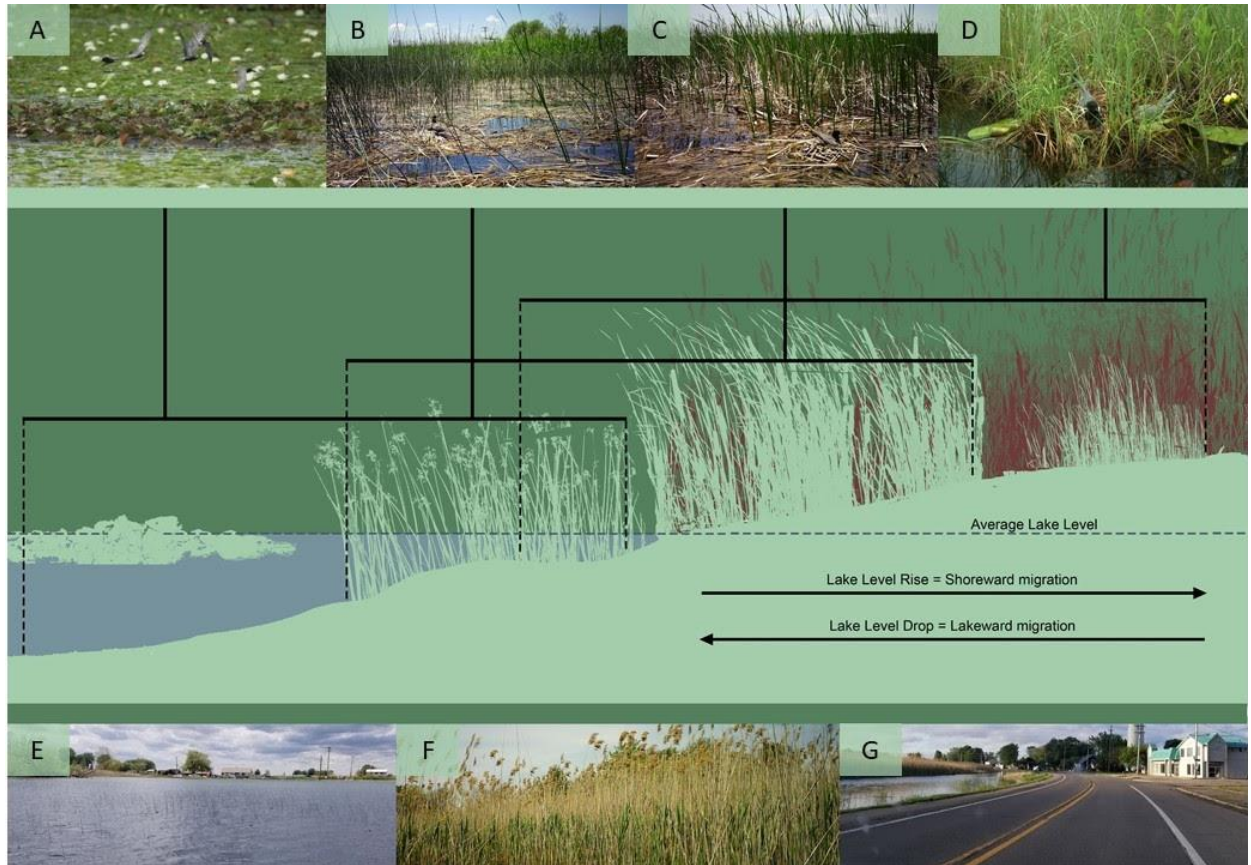 A
B
C
D
Average Lake Level
Lake Level Rise = Shoreward migration
Lake Level Drop = Lakeward migration
E
F
G